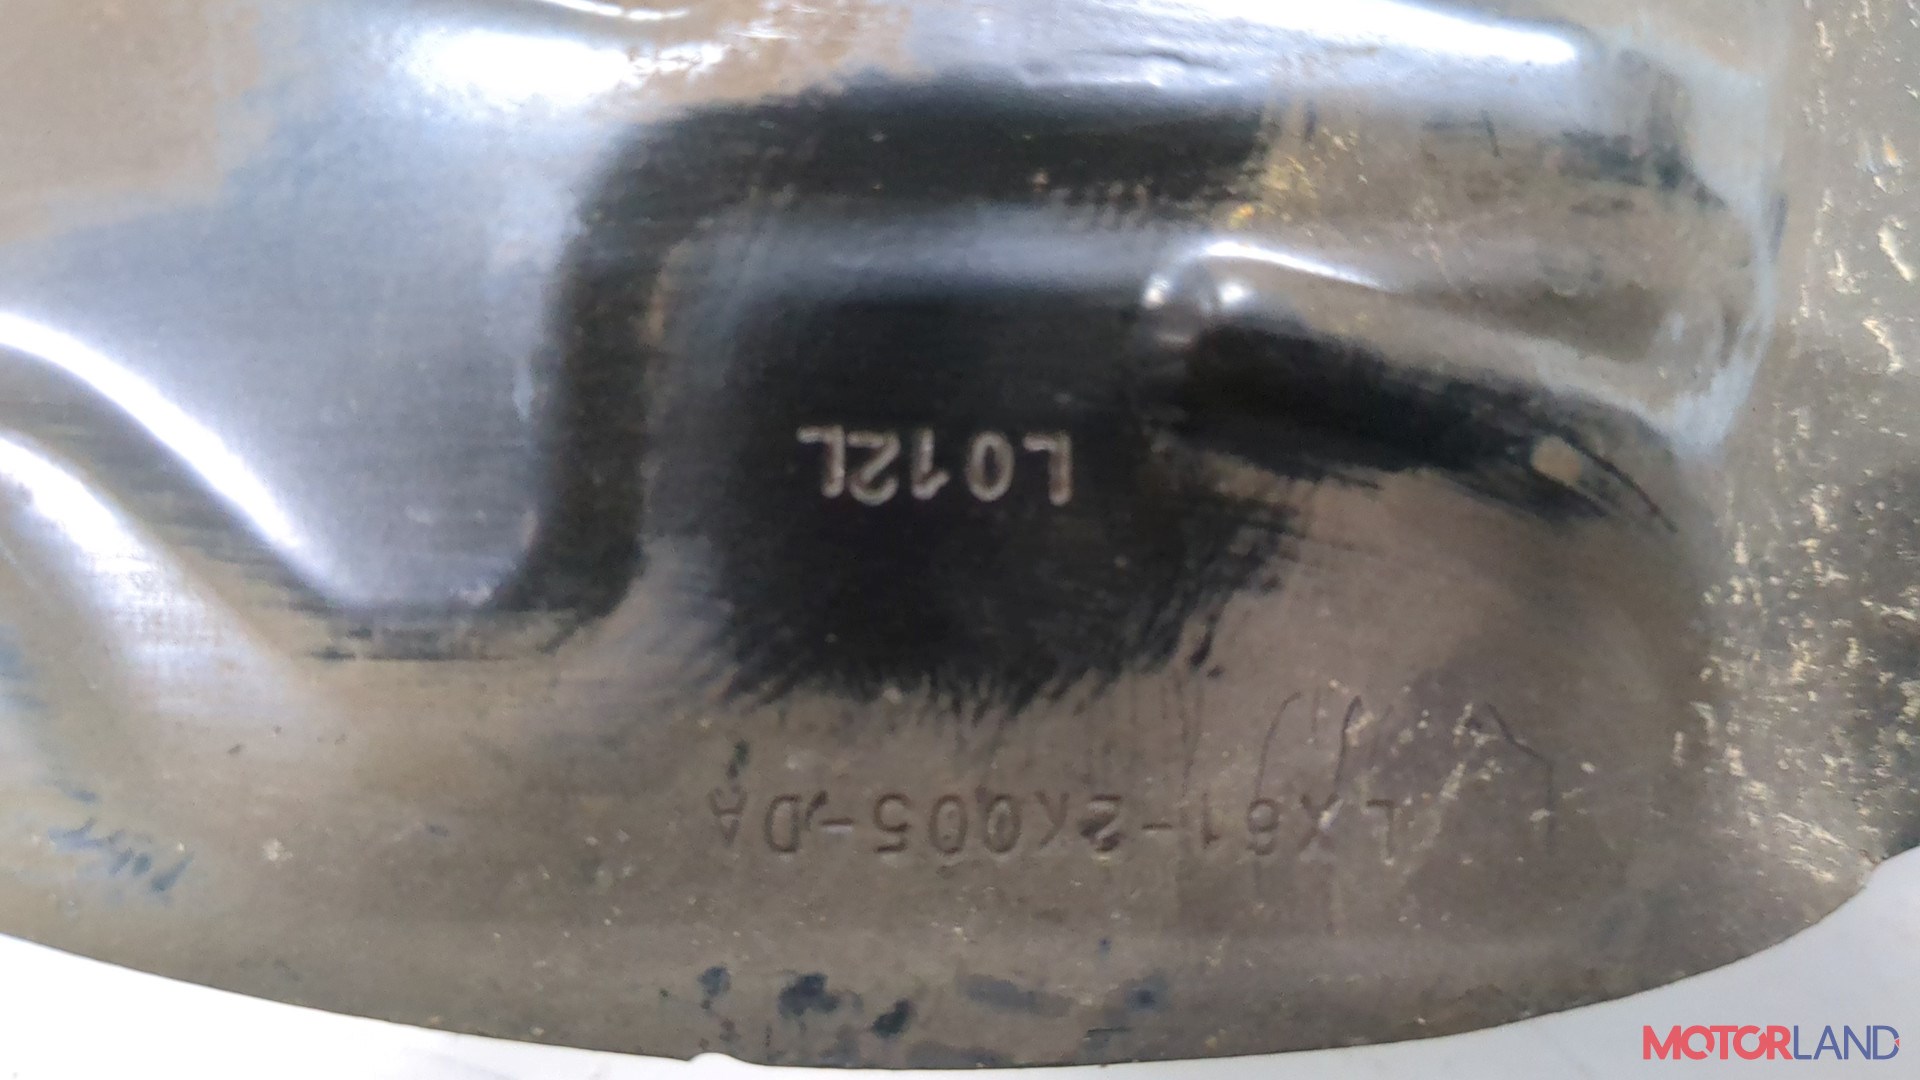 LX61-2K005-DA
L012L
MOTORLAND